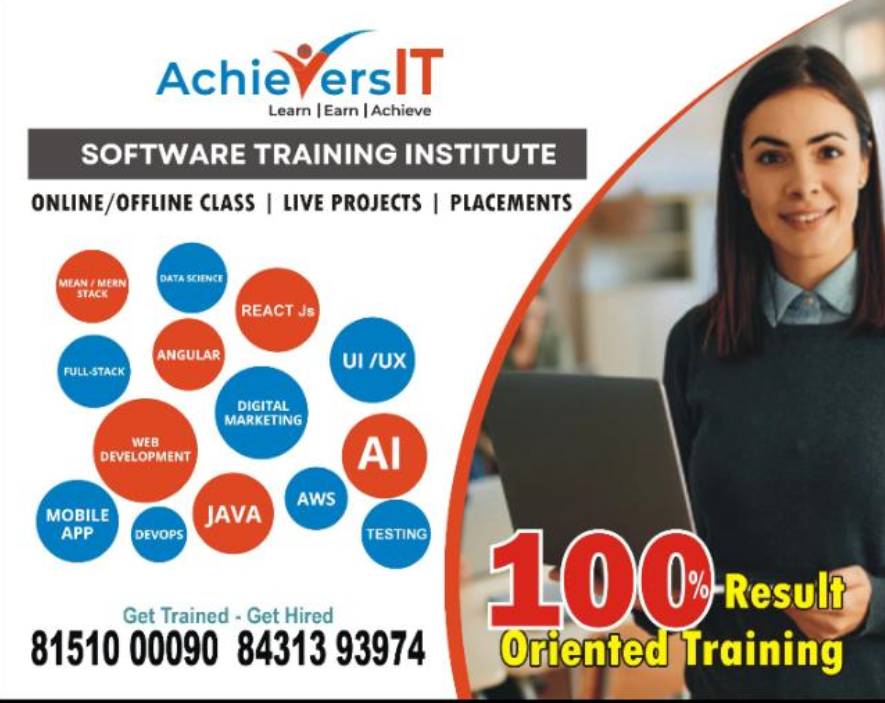 AchieVersIT
Learn | Earn | Achieve
SOFTWARE TRAINING INSTITUTE
ONLINE/OFFLINE CLASS | LIVE PROJECTS | PLACEMENTS
MEAN / MERN
STACK
DATA SCIENCE
REACT Js
FULL-STACK
ANGULAR
UI /UX
DIGITAL
MARKETING
WEB
DEVELOPMENT
AI
MOBILE
APP
DEVOPS
JAVA
AWS
TESTING
Get Trained - Get Hired
81510 00090 84313 93974
100% Result
Oriented Training